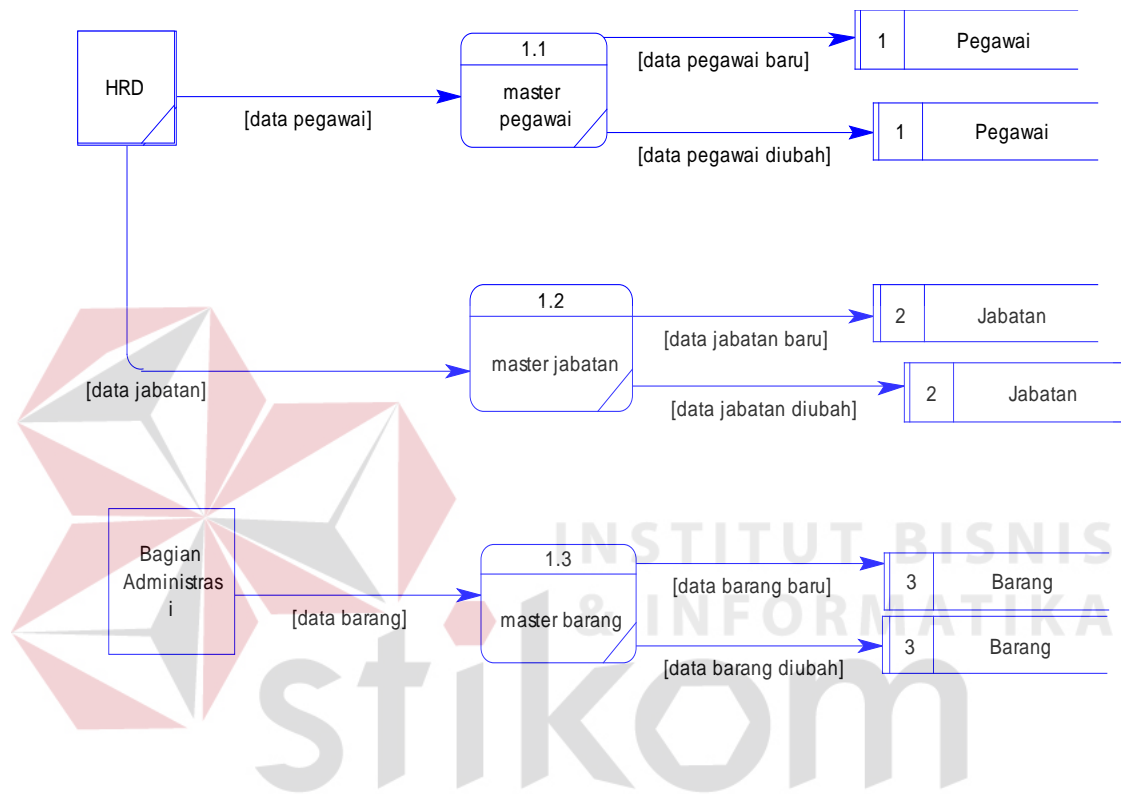 HRD
[data pegawai]
1.1
master
pegawai
[data pegawai baru]
1
Pegawai
[data pegawai diubah]
1
Pegawai
[data jabatan]
1.2
master jabatan
[data jabatan baru]
2
Jabatan
[data jabatan diubah]
2
Jabatan
Bagian
Administras
i
[data barang]
1.3
master barang
[data barang baru]
3
Barang
[data barang diubah]
3
Barang
INSTITUT BISNIS
& INFORMATIKA
stikom